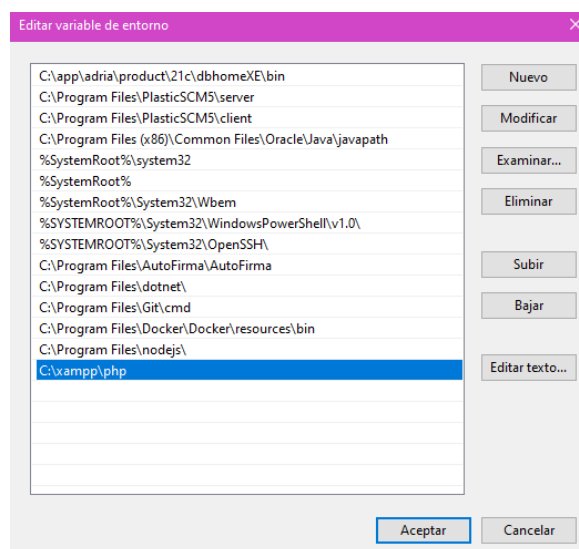 Editar variable de entorno
C:\app\adria\product\21c\dbhomeXE\bin
C:\Program Files\PlasticSCM5\server
C:\Program Files\PlasticSCM5\client
C:\Program Files (x86)\Common Files\Oracle\Java\javapath
%SystemRoot%\system32
%SystemRoot%
%SystemRoot%\System32\Wbem
%SYSTEMROOT%\System32\WindowsPowerShell\v1.0\
%SYSTEMROOT%\System32\OpenSSH\
C:\Program Files\AutoFirma\AutoFirma
C:\Program Files\dotnet\
C:\Program Files\Git\cmd
C:\Program Files\Docker\Docker\resources\bin
C:\Program Files\nodejs\
C:\xampp\php
Nuevo
Modificar
Examinar...
Eliminar
Subir
Bajar
Editar texto...
Aceptar
Cancelar